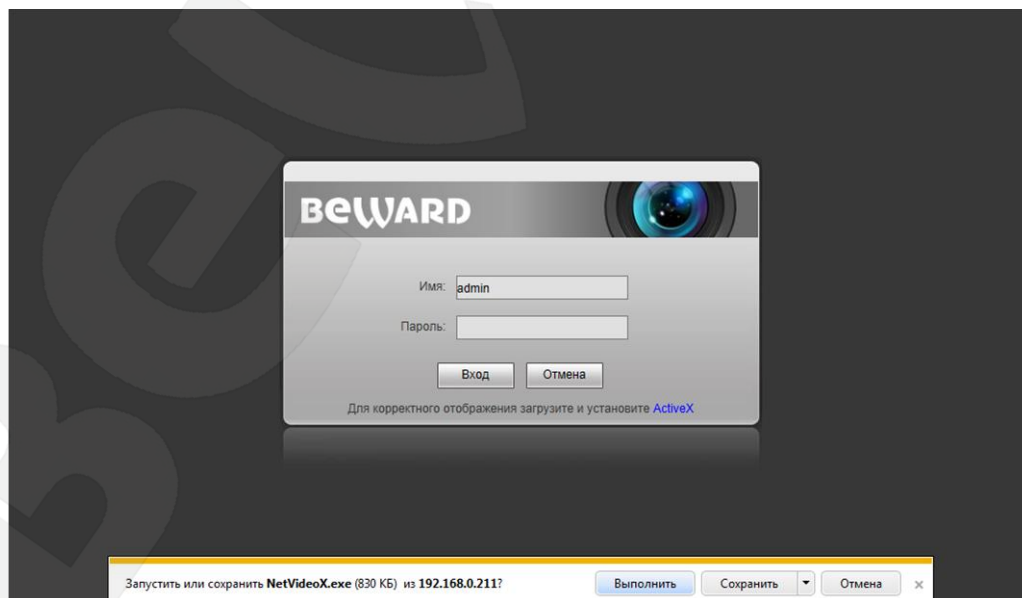 BEWARD
Имя: admin
Пароль:
Вход Отмена
Для корректного отображения загрузите и установите ActiveX
Запустить или сохранить NetVideoX.exe (830 КБ) из 192.168.0.211? Выполнить Сохранить Отмена ×